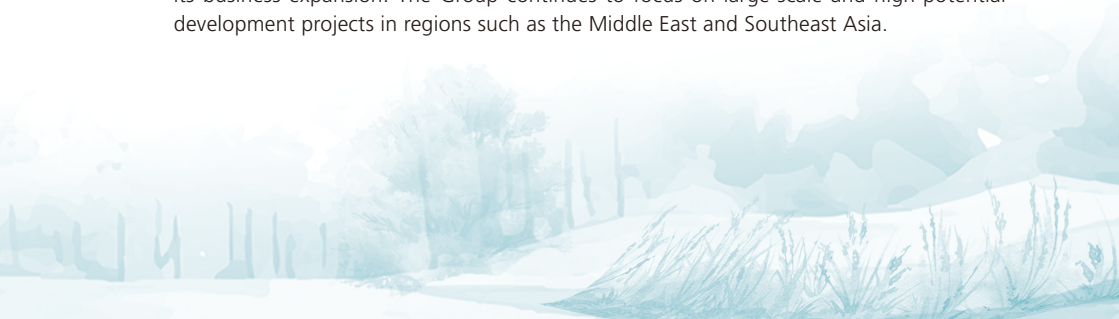 its business expansion. The Group continues to focus on large-scale and high-potential
development projects in regions such as the Middle East and Southeast Asia.